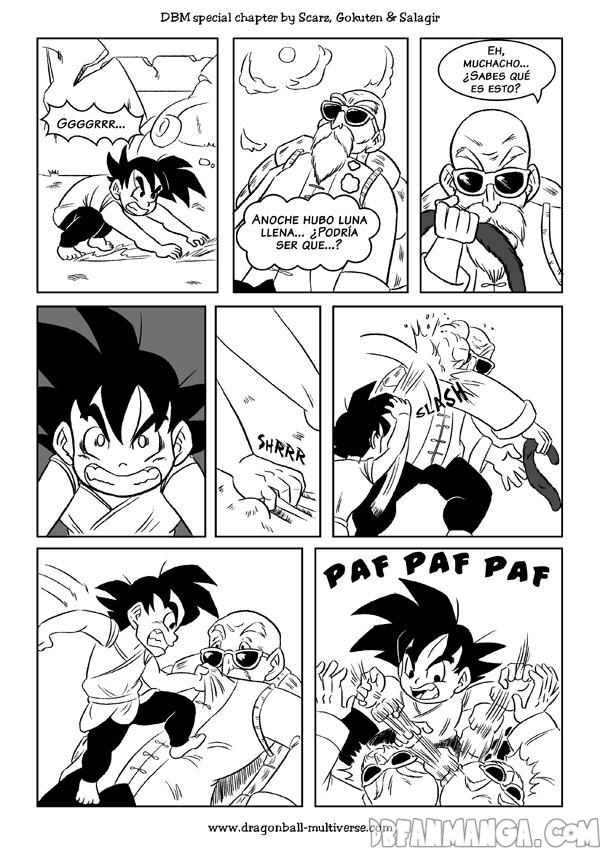 DBM special chapter by Scarz, Gokuten & Salagir
GGGGRRR...
ANOCHE HUBO LUNA
LLENA... ¿PODRÍA
SER QUE...?
EH,
MUCHACHO...
¿SABES QUÉ
ES ESTO?
SHRRR
SLASH
PAF PAF PAF
www.dragonball-multiverse.com
DBFANMANGA.COM